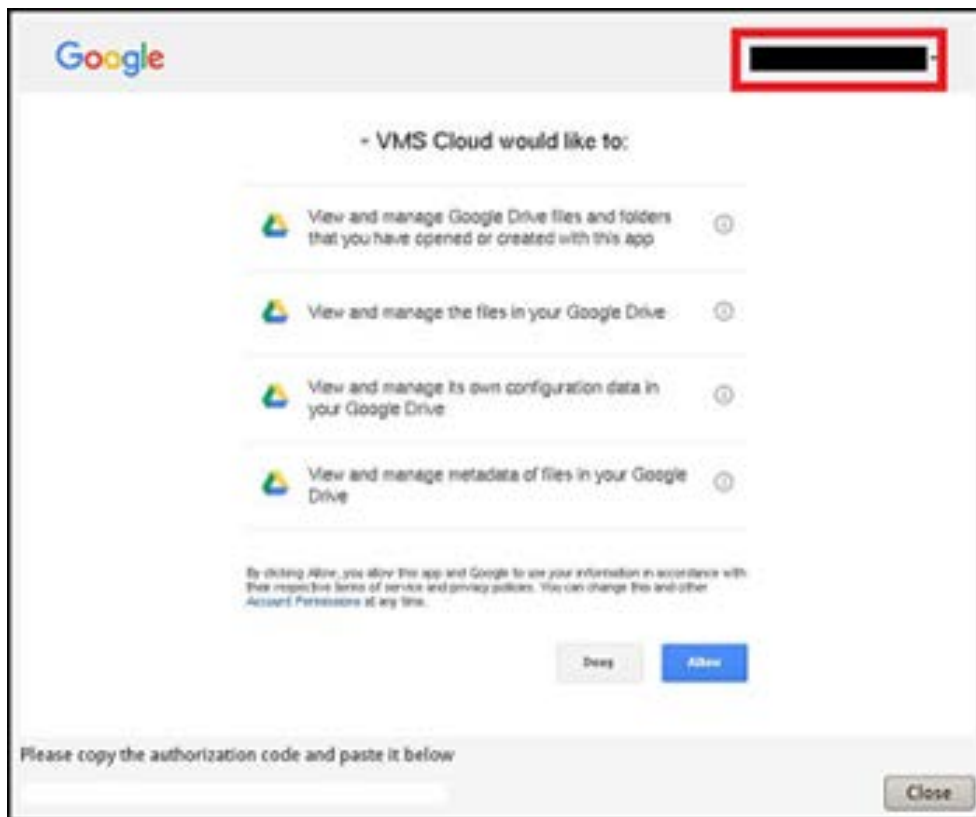 Google
- VMS Cloud would like to:
View and manage Google Drive files and folders
that you have opened or created with this app
View and manage the files in your Google Drive
View and manage its own configuration data in
your Google Drive
View and manage metadata of files in your Google
Drive
By clicking Allow, you allow this app and Google to use your information in accordance with
their respective terms of service and privacy policies. You can change this and other
Account Permissions at any time.
Deny
Allow
Please copy the authorization code and paste it below
Close